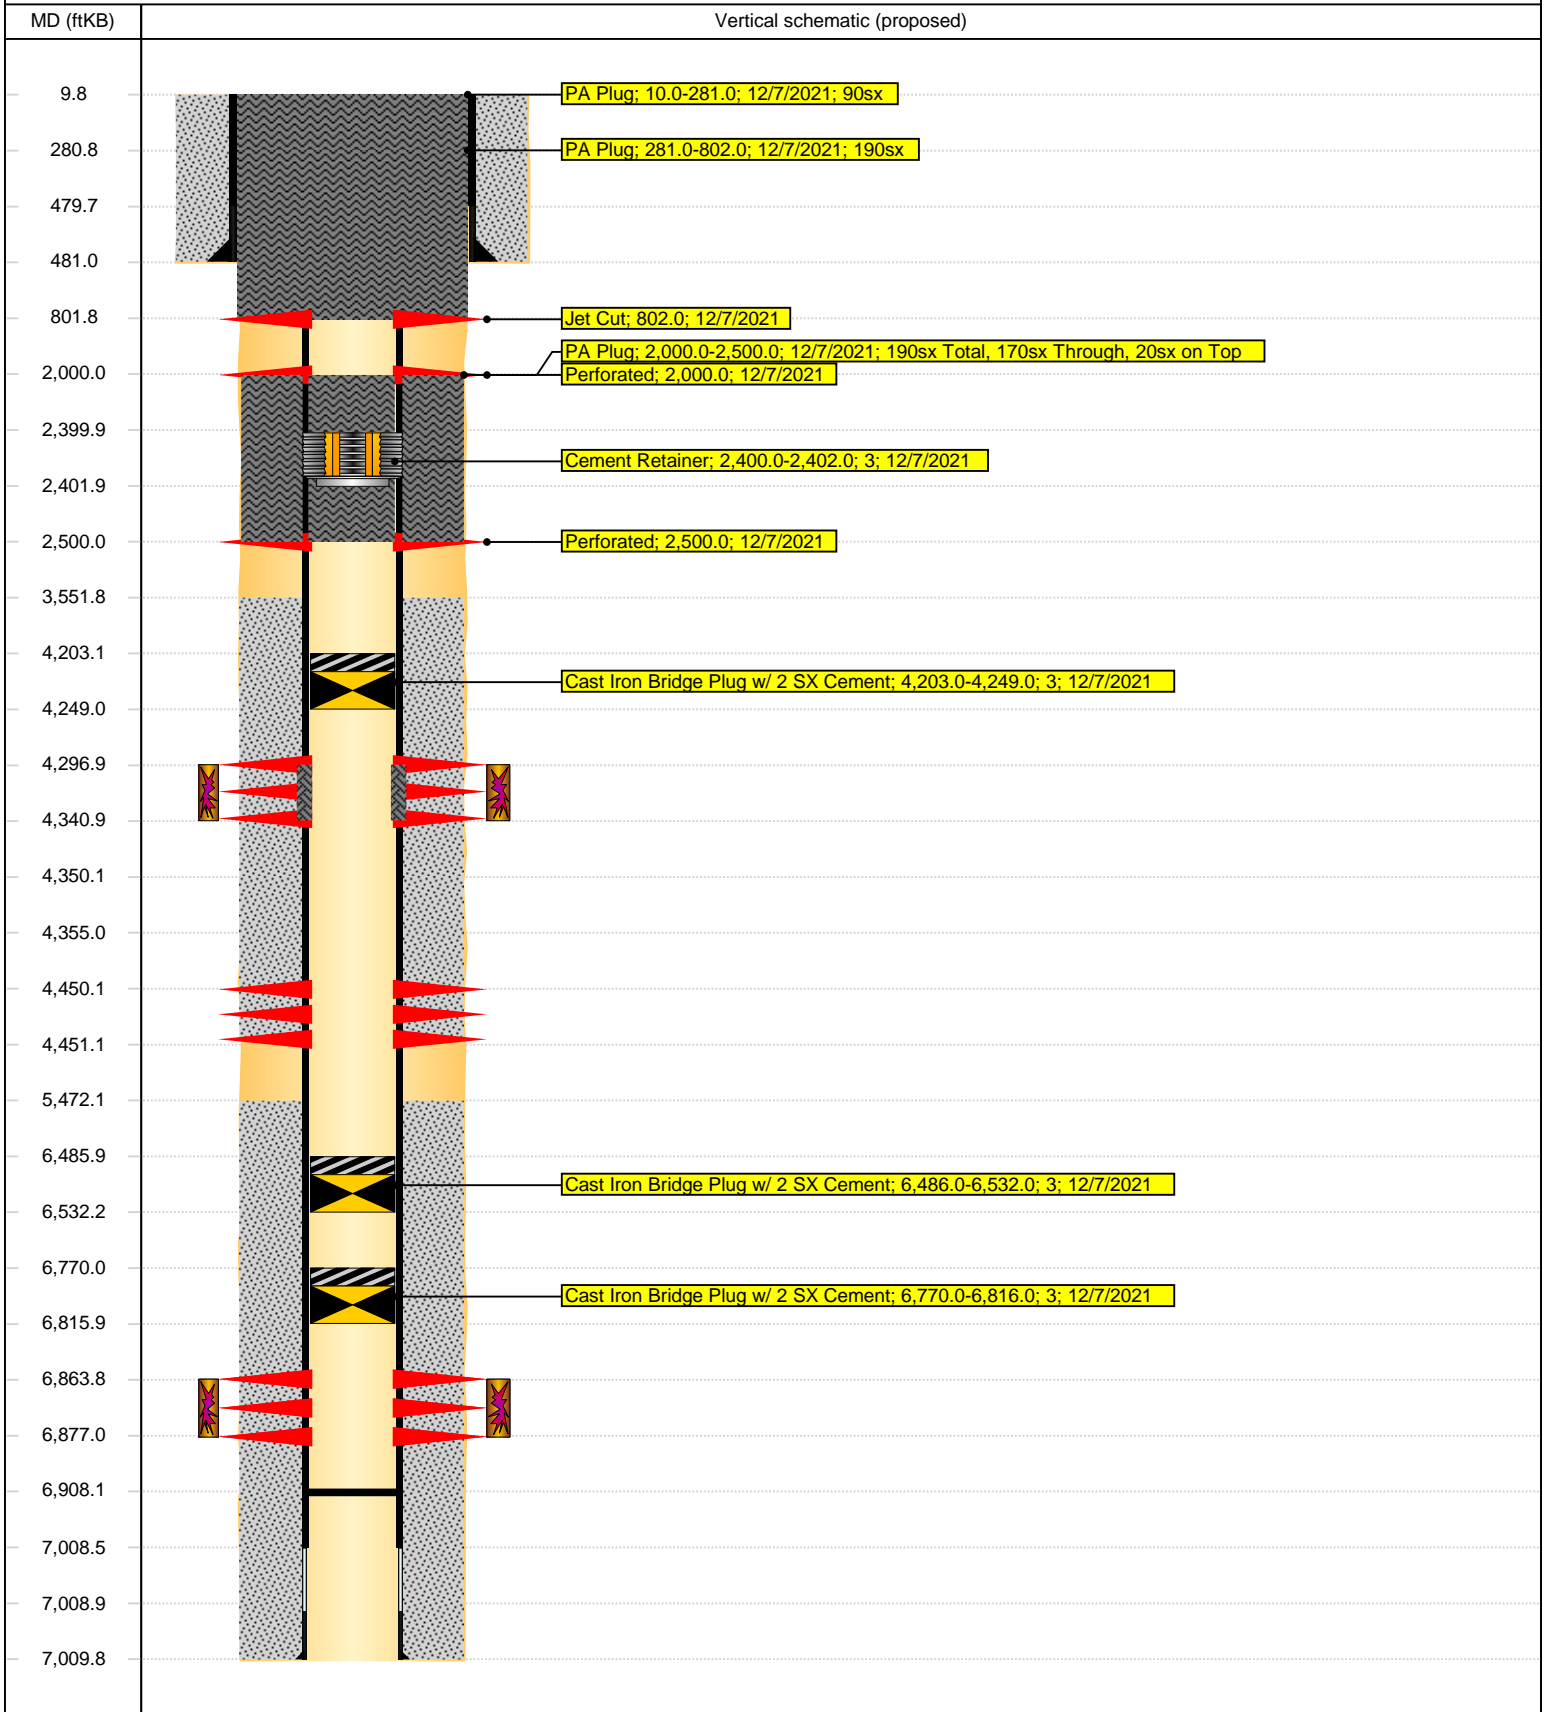 MD (ftKB)
Vertical schematic (proposed)
9.8
PA Plug; 10.0-281.0; 12/7/2021; 90sx
280.8
PA Plug; 281.0-802.0; 12/7/2021; 190sx
479.7
481.0
801.8
Jet Cut; 802.0; 12/7/2021
PA Plug; 2,000.0-2,500.0; 12/7/2021; 190sx Total, 170sx Through, 20sx on Top
2,000.0
Perforated; 2,000.0; 12/7/2021
2,399.9
Cement Retainer; 2,400.0-2,402.0; 3; 12/7/2021
2,401.9
2,500.0
Perforated; 2,500.0; 12/7/2021
3,551.8
4,203.1
Cast Iron Bridge Plug w/ 2 SX Cement; 4,203.0-4,249.0; 3; 12/7/2021
4,249.0
4,296.9
4,340.9
4,350.1
4,355.0
4,450.1
4,451.1
5,472.1
6,485.9
Cast Iron Bridge Plug w/ 2 SX Cement; 6,486.0-6,532.0; 3; 12/7/2021
6,532.2
6,770.0
Cast Iron Bridge Plug w/ 2 SX Cement; 6,770.0-6,816.0; 3; 12/7/2021
6,815.9
6,863.8
6,877.0
6,908.1
7,008.5
7,008.9
7,009.8